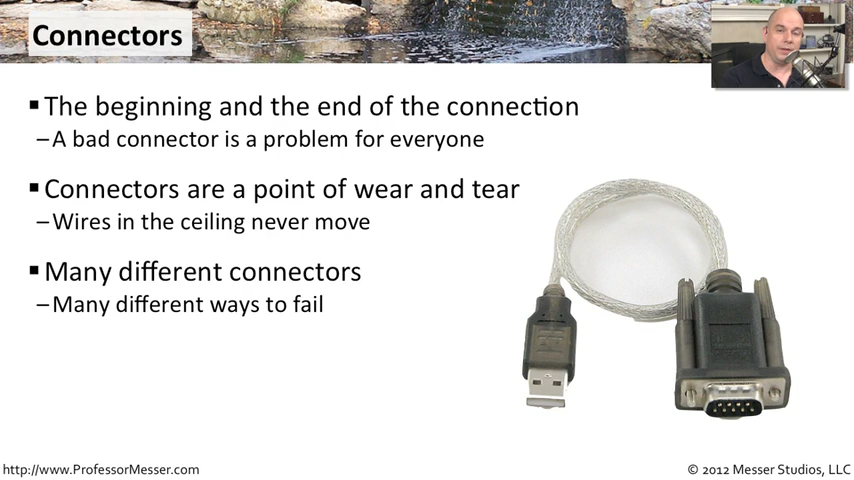 Connectors
▪The beginning and the end of the connection
–A bad connector is a problem for everyone
▪Connectors are a point of wear and tear
–Wires in the ceiling never move
▪Many different connectors
–Many different ways to fail
http://www.ProfessorMesser.com
© 2012 Messer Studios, LLC